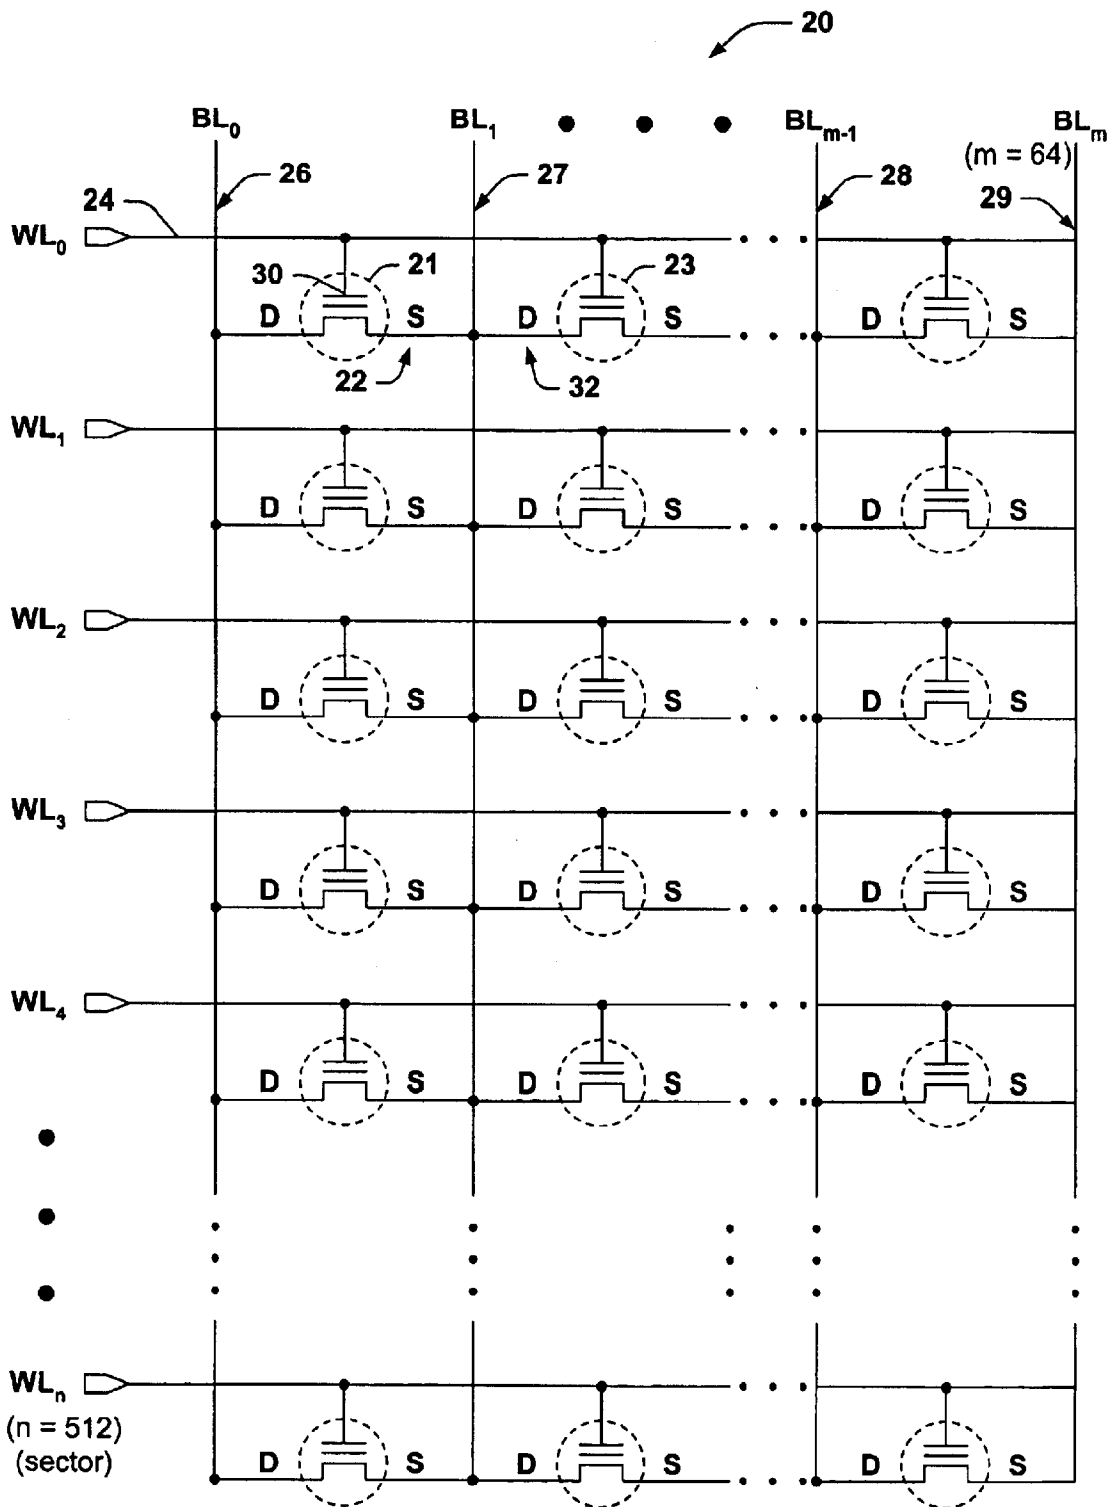 20
BL₀ BL₁ BLₘ₋₁ BLₘ
(m = 64)
26 27 28 29
24
WL₀
30 21 23
D S D S D S
22 32
WL₁
D S D S D S
WL₂
D S D S D S
WL₃
D S D S D S
WL₄
D S D S D S
WLₙ
(n = 512)
(sector)
D S D S D S